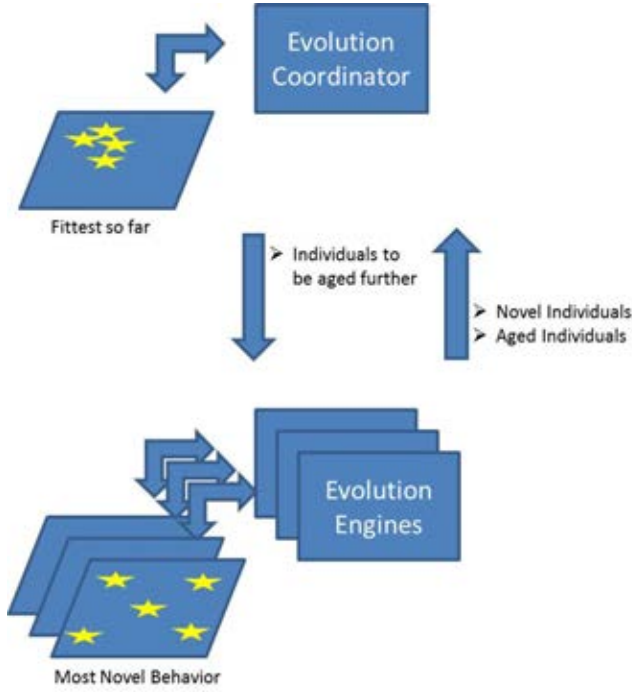 Evolution
Coordinator
Fittest so far
➢ Individuals to
be aged further
➢ Novel Individuals
➢ Aged Individuals
Evolution
Engines
Most Novel Behavior